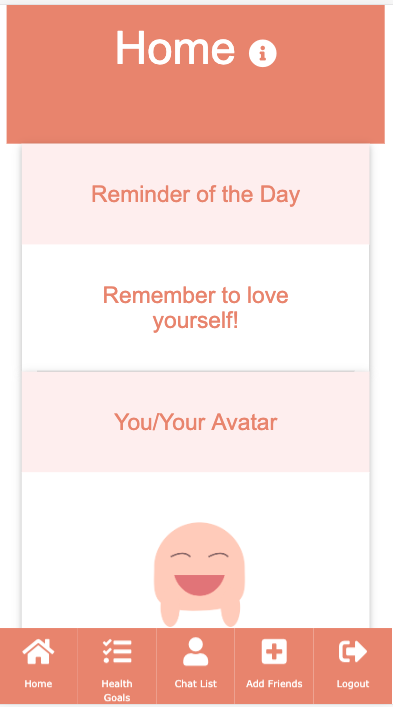 Home
Reminder of the Day
Remember to love
yourself!
You/Your Avatar
Home
Health
Goals
Chat List
Add Friends
Logout